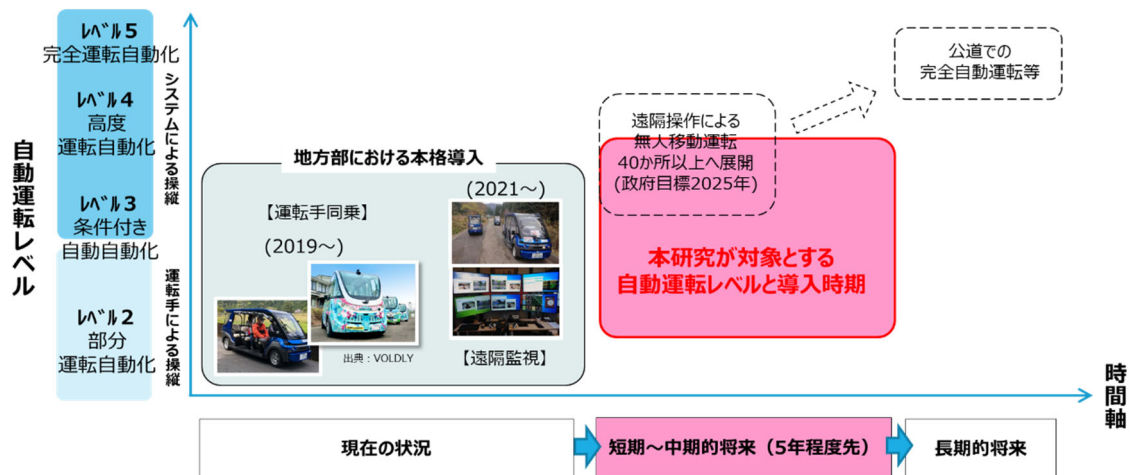 自動運転レベル
レベル5
完全運転自動化
レベル4
高度
運転自動化
レベル3
条件付き
自動自動化
レベル2
部分
運転自動化
システムによる操縦
運転手による操縦
地方部における本格導入
【運転手同乗】
(2019～)
出典：VOLDLY
(2021～)
【遠隔監視】
遠隔操作による
無人移動運転
40か所以上へ展開
(政府目標2025年)
本研究が対象とする
自動運転レベルと導入時期
公道での
完全自動運転等
時間軸
現在の状況
短期～中期的将来（5年程度先）
長期的将来